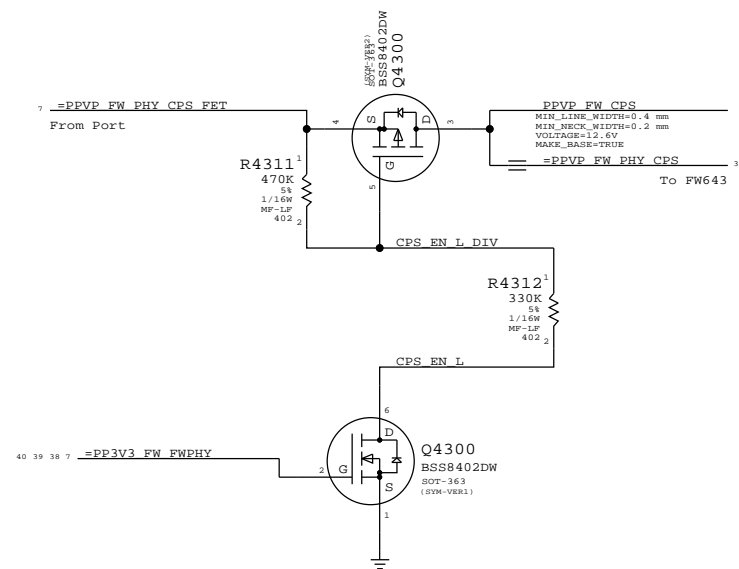 (SYM-VER2)
SOT-363
BSS8402DW
Q4300
7 =PPVP_FW_PHY_CPS_FET
From Port
4 S D 3
G
5
PPVP_FW_CPS
MIN_LINE_WIDTH=0.4 mm
MIN_NECK_WIDTH=0.2 mm
VOLTAGE=12.6V
MAKE_BASE=TRUE
=PPVP_FW_PHY_CPS 3
To FW643
R4311 1
470K
5%
1/16W
MF-LF
402 2
CPS_EN_L_DIV
R4312 1
330K
5%
1/16W
MF-LF
402 2
CPS_EN_L
6
D
40 39 38 7 =PP3V3_FW_FWPHY
2 G
S
1
Q4300
BSS8402DW
SOT-363
(SYM-VER1)